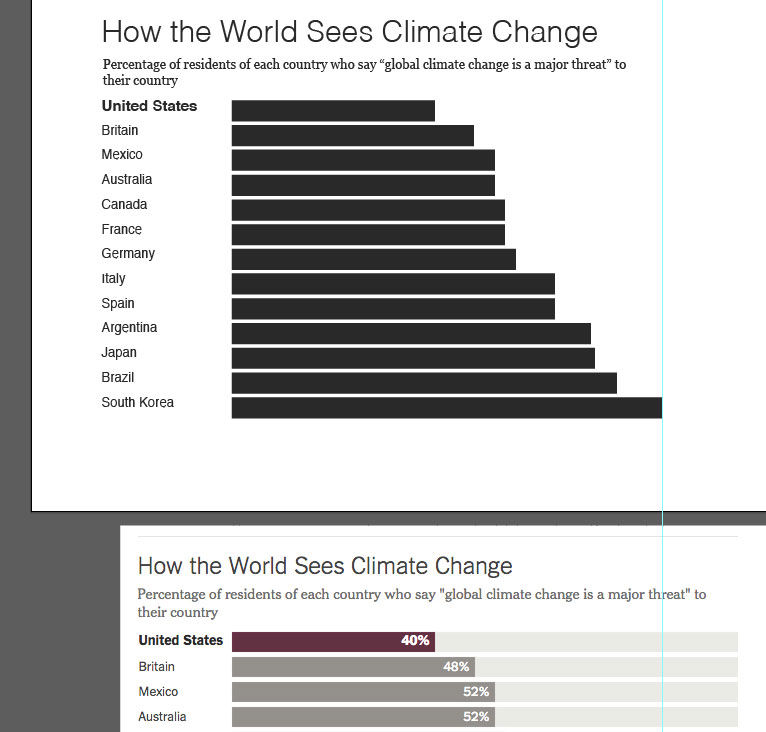 How the World Sees Climate Change
Percentage of residents of each country who say “global climate change is a major threat” to
their country
United States
Britain
Mexico
Australia
Canada
France
Germany
Italy
Spain
Argentina
Japan
Brazil
South Korea
How the World Sees Climate Change
Percentage of residents of each country who say "global climate change is a major threat" to
their country
United States 40%
Britain 48%
Mexico 52%
Australia 52%